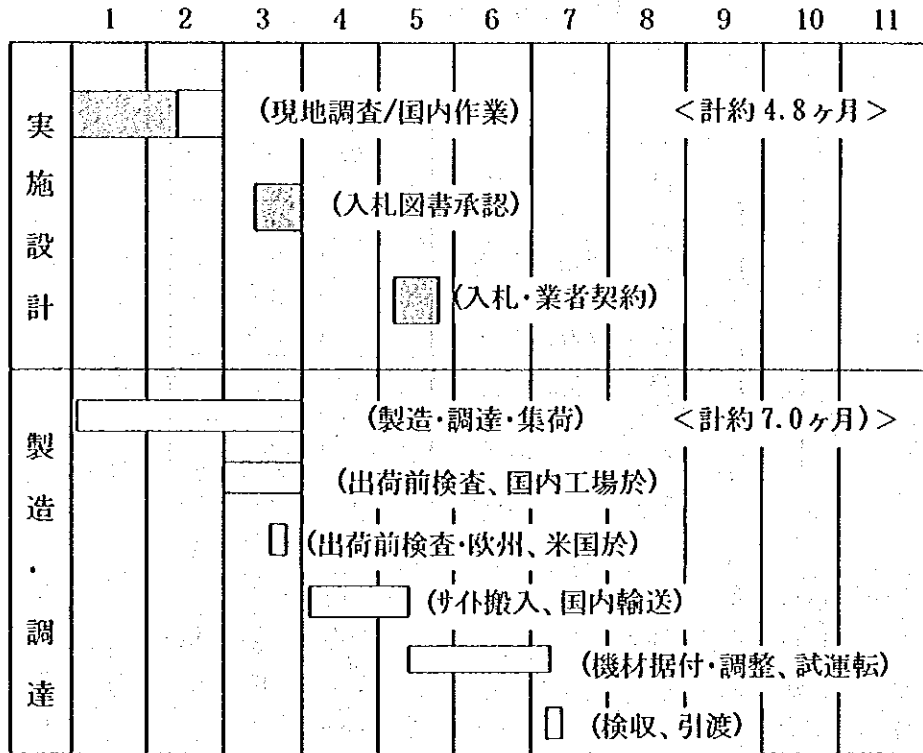 1 2 3 4 5 6 7 8 9 10 11
実施設計
(現地調査/国内作業) <計約 4.8ヶ月>
(入札図書承認)
(入札・業者契約)
製造・調達
(製造・調達・集荷) <計約 7.0ヶ月)>
(出荷前検査、国内工場於)
(出荷前検査・欧州、米国於)
(サイト搬入、国内輸送)
(機材据付・調整、試運転)
(検収、引渡)